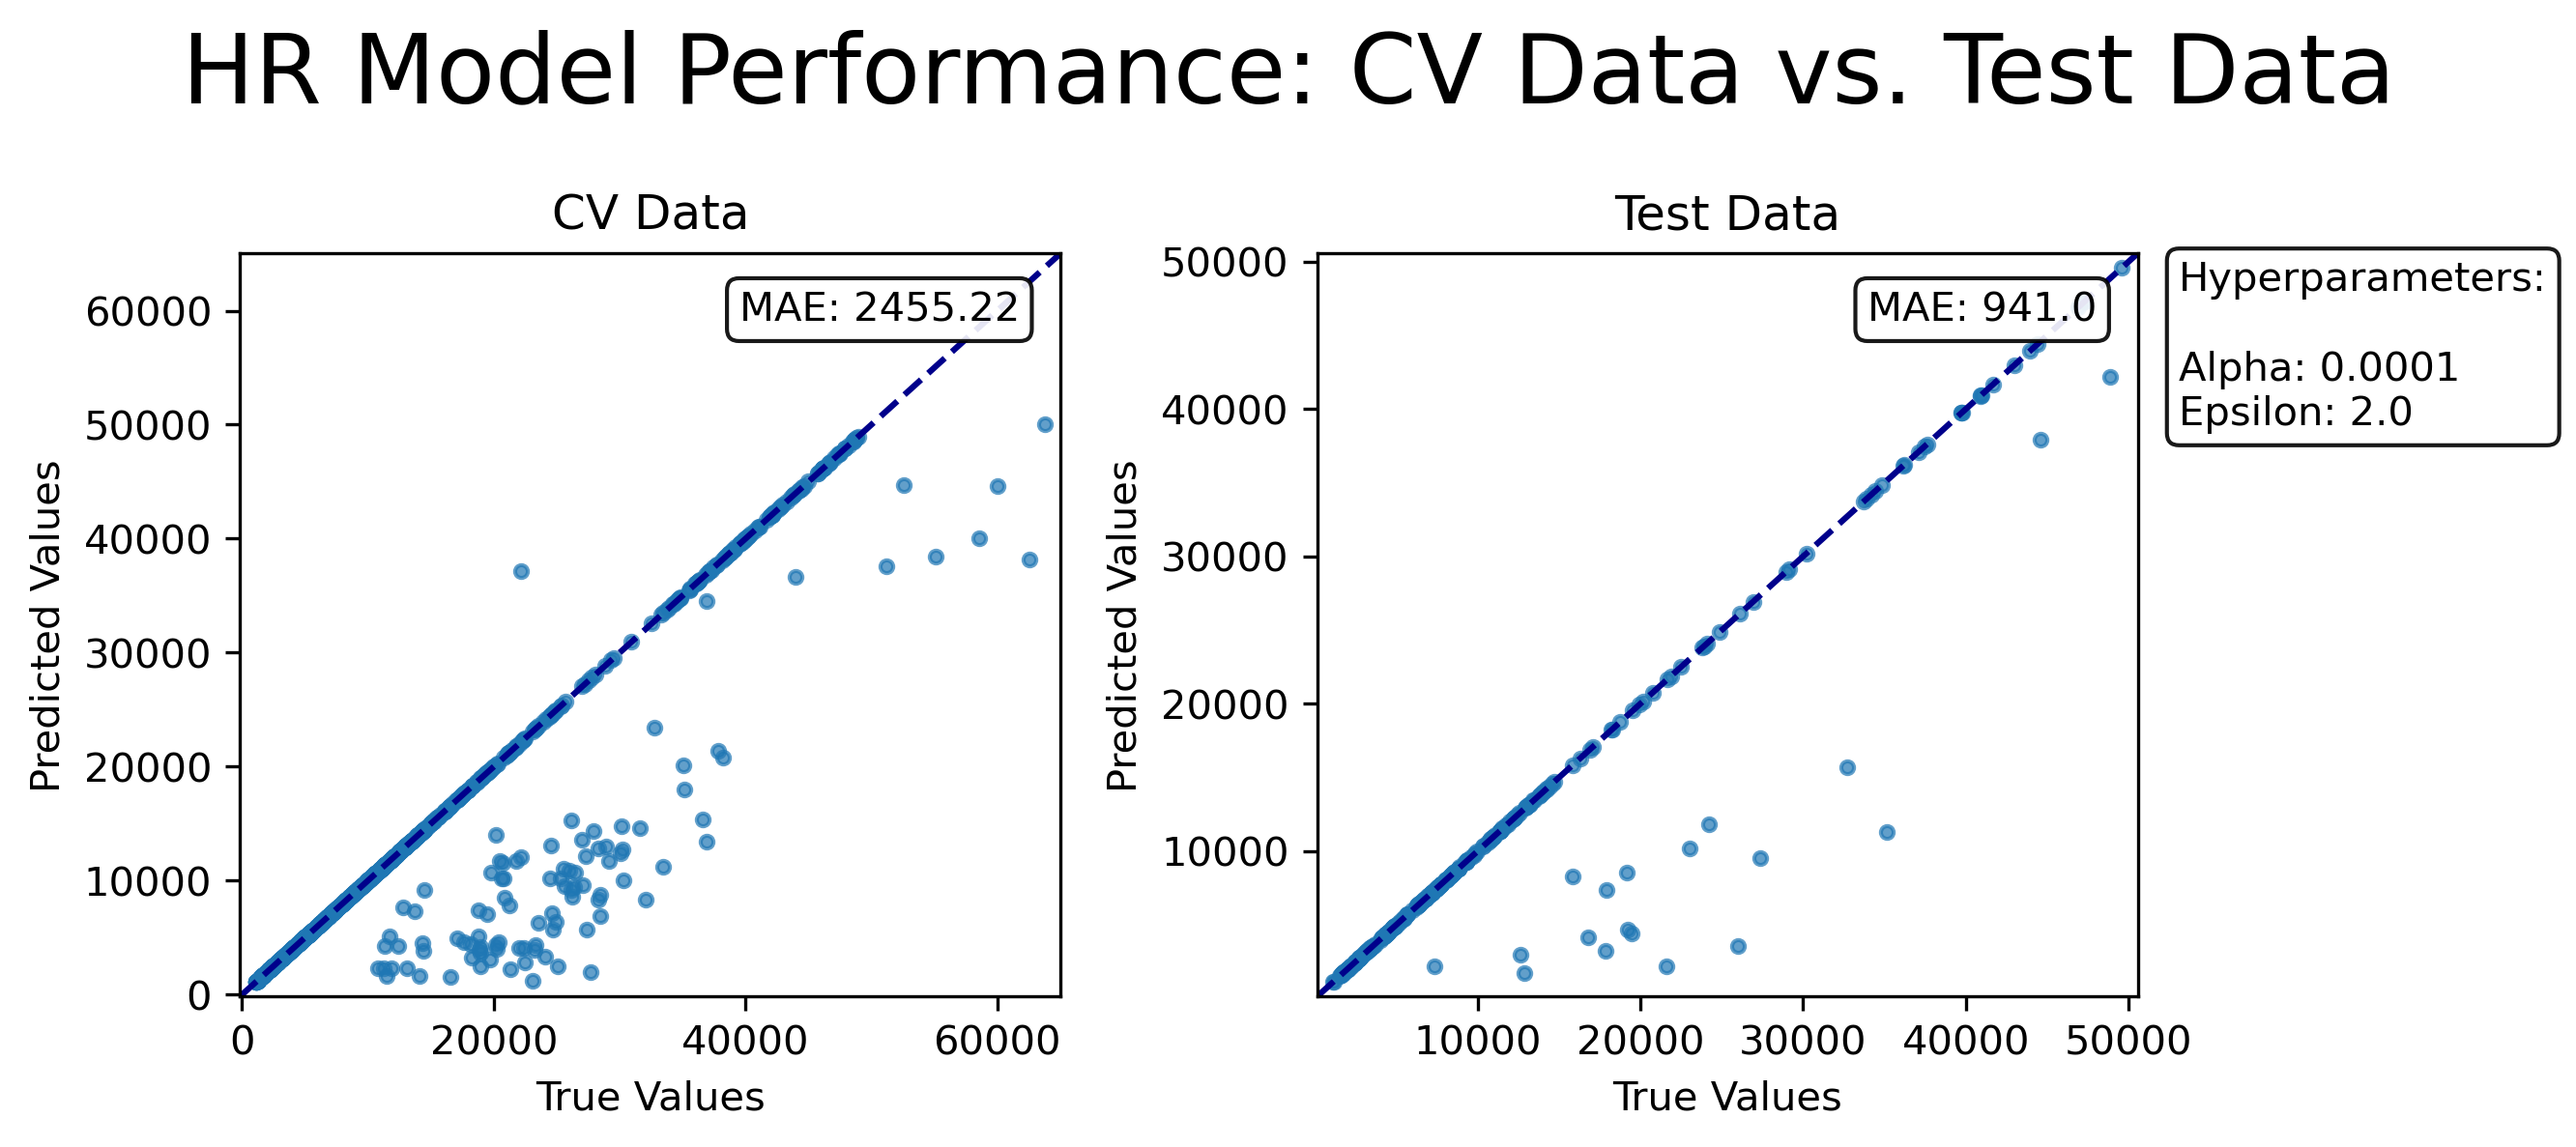 HR Model Performance: CV Data vs. Test Data
CV Data
MAE: 2455.22
60000
50000
40000
30000
20000
10000
0
Predicted Values
0 20000 40000 60000
True Values
Test Data
MAE: 941.0
50000
40000
30000
20000
10000
Predicted Values
10000 20000 30000 40000 50000
True Values
Hyperparameters:
Alpha: 0.0001
Epsilon: 2.0